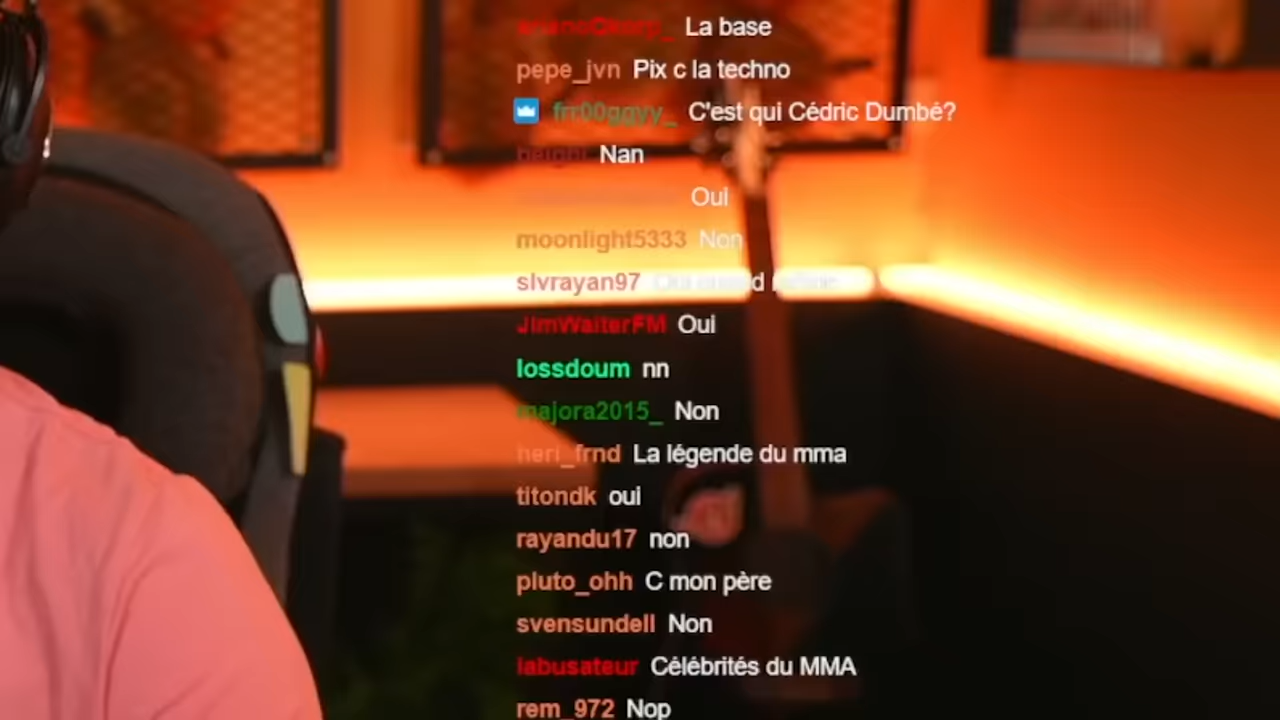 La base
pepe_jvn Pix c la techno
frr00ggyy_ C'est qui Cédric Dumbé?
Nan
Oui
moonlight5333 Non
slvrayan97
JimWaiterFM Oui
lossdoum nn
majora2015_ Non
heri_frnd La légende du mma
titondk oui
rayandu17 non
pluto_ohh C mon père
svensundell Non
labusateur Célébrités du MMA
rem_972 Nop